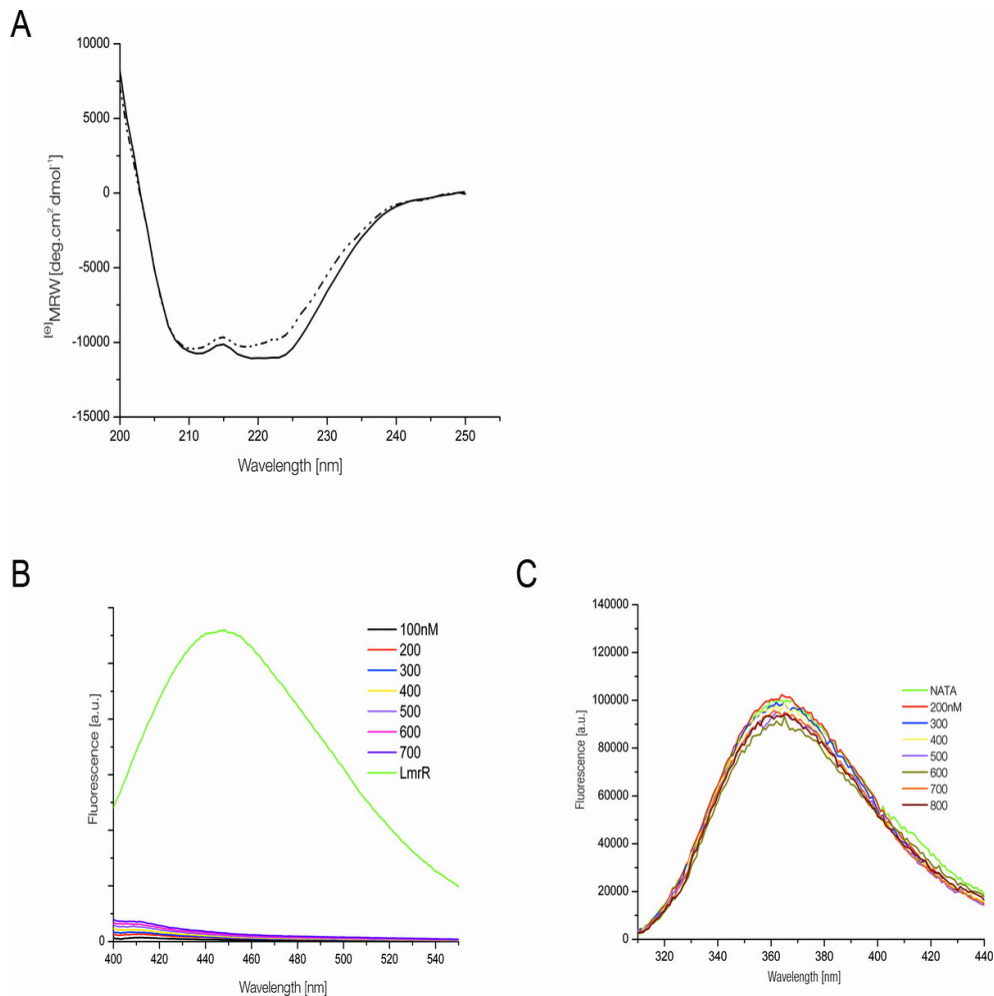 A
10000
5000
0
-5000
-10000
-15000
[Θ]MRW [deg.cm² dmol⁻¹]
200 210 220 230 240 250
Wavelength [nm]
B
Fluorescence [a.u.]
0
400 420 440 460 480 500 520 540
Wavelength [nm]
100nM
200
300
400
500
600
700
LmrR
C
140000
120000
100000
80000
60000
40000
20000
0
Fluorescence [a.u.]
320 340 360 380 400 420 440
Wavelength [nm]
NATA
200nM
300
400
500
600
700
800